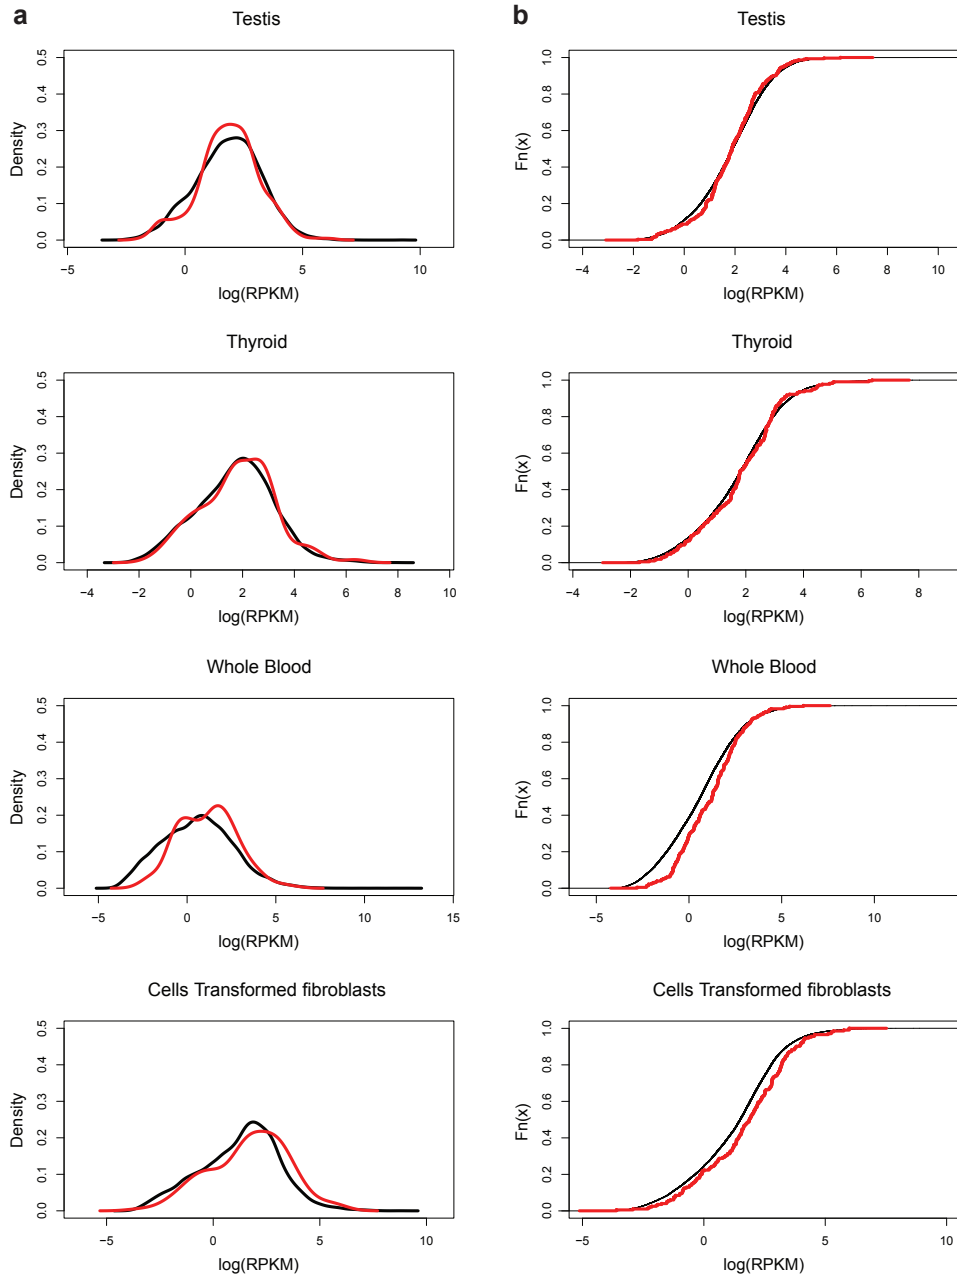 a
b
Testis
Testis
Density
0.0 0.1 0.2 0.3 0.4 0.5
−5 0 5 10
log(RPKM)
Fn(x)
0.0 0.2 0.4 0.6 0.8 1.0
−4 −2 0 2 4 6 8 10
log(RPKM)
Thyroid
Thyroid
Density
0.0 0.1 0.2 0.3 0.4 0.5
−4 −2 0 2 4 6 8 10
log(RPKM)
Fn(x)
0.0 0.2 0.4 0.6 0.8 1.0
−4 −2 0 2 4 6 8
log(RPKM)
Whole Blood
Whole Blood
Density
0.0 0.1 0.2 0.3 0.4 0.5
−5 0 5 10 15
log(RPKM)
Fn(x)
0.0 0.2 0.4 0.6 0.8 1.0
−5 0 5 10
log(RPKM)
Cells Transformed fibroblasts
Cells Transformed fibroblasts
Density
0.0 0.1 0.2 0.3 0.4 0.5
−5 0 5 10
log(RPKM)
Fn(x)
0.0 0.2 0.4 0.6 0.8 1.0
−5 0 5 10
log(RPKM)